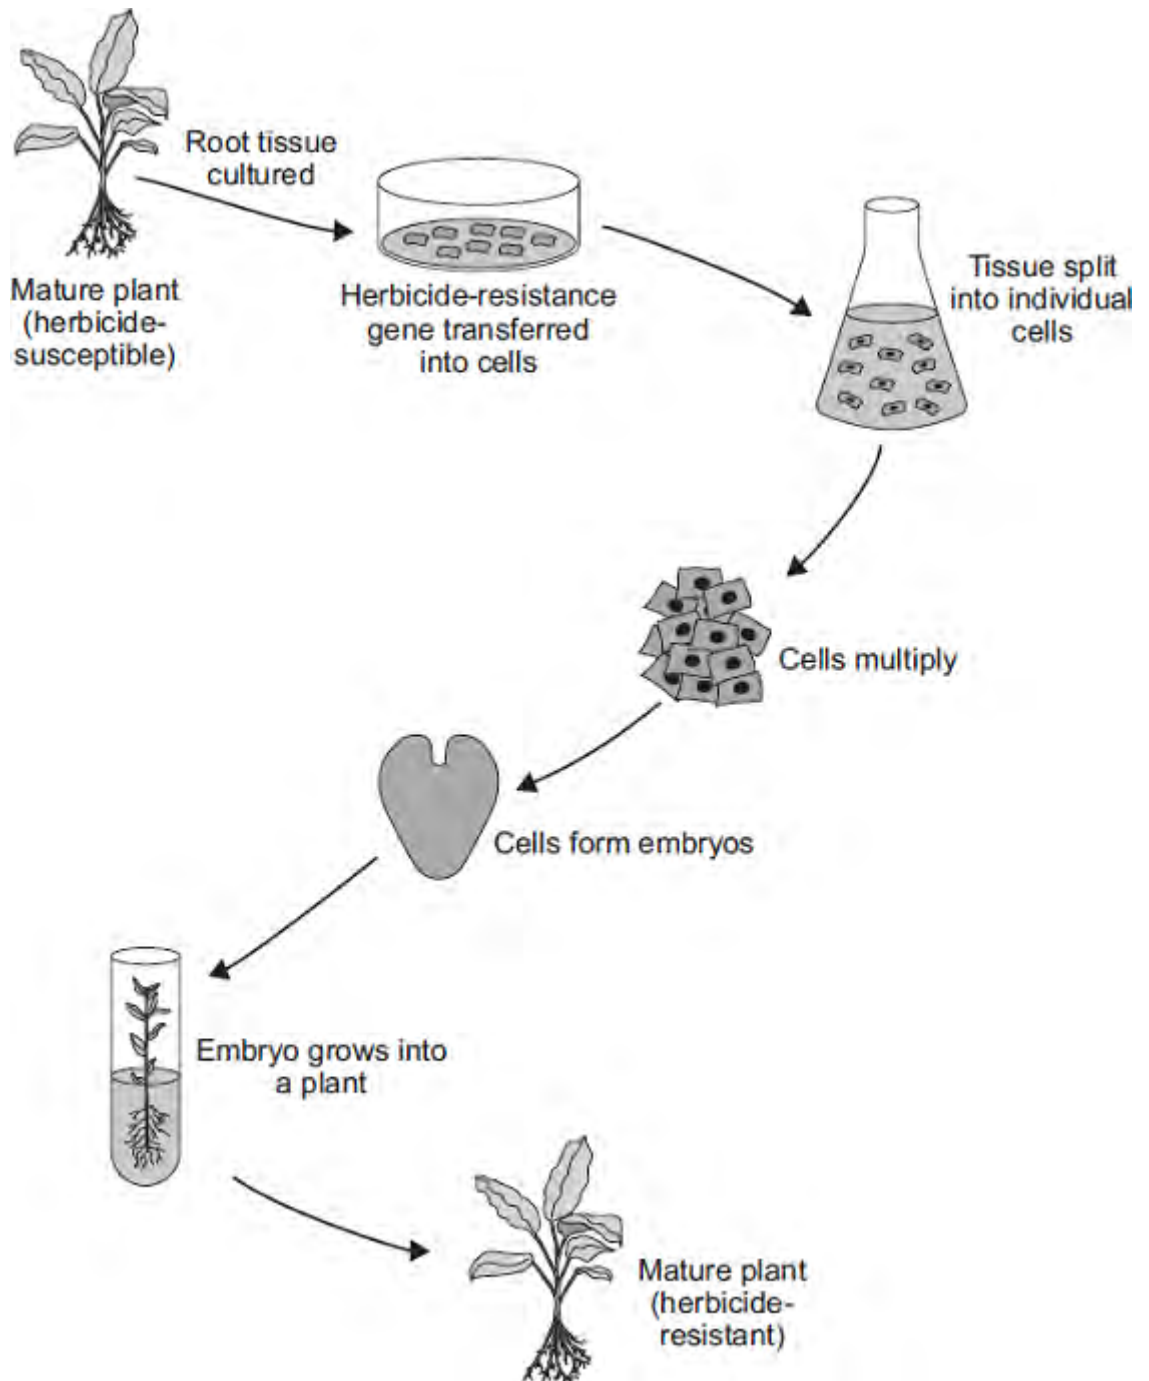 Root tissue
cultured
Mature plant
(herbicide-
susceptible)
Herbicide-resistance
gene transferred
into cells
Tissue split
into individual
cells
Cells multiply
Cells form embryos
Embryo grows into
a plant
Mature plant
(herbicide-
resistant)